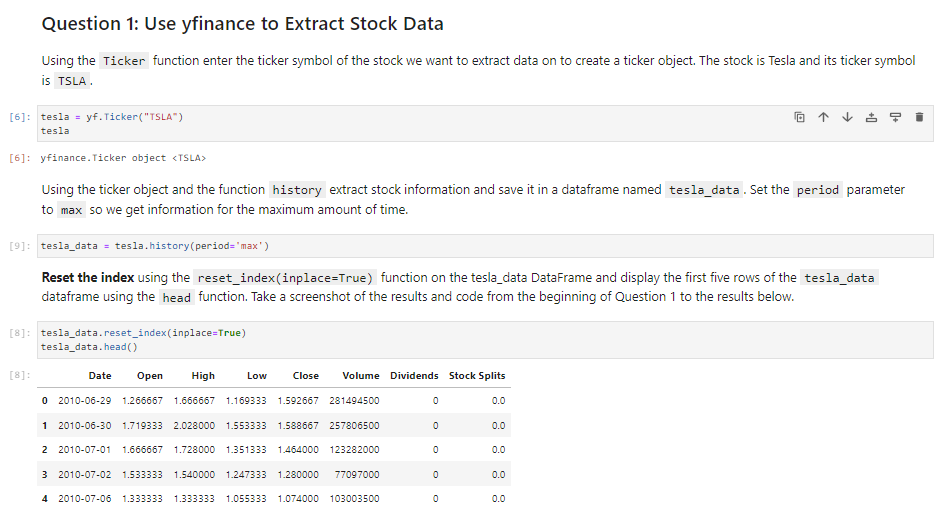 Question 1: Use yfinance to Extract Stock Data
Using the Ticker function enter the ticker symbol of the stock we want to extract data on to create a ticker object. The stock is Tesla and its ticker symbol
is TSLA .
[6]: tesla = yf.Ticker("TSLA")
tesla
[6]: yfinance.Ticker object <TSLA>
Using the ticker object and the function history extract stock information and save it in a dataframe named tesla_data . Set the period parameter
to max so we get information for the maximum amount of time.
[9]: tesla_data = tesla.history(period='max')
Reset the index using the reset_index(inplace=True) function on the tesla_data DataFrame and display the first five rows of the tesla_data
dataframe using the head function. Take a screenshot of the results and code from the beginning of Question 1 to the results below.
[8]: tesla_data.reset_index(inplace=True)
tesla_data.head()
[8]: Date Open High Low Close Volume Dividends Stock Splits
0 2010-06-29 1.266667 1.666667 1.169333 1.592667 281494500 0 0.0
1 2010-06-30 1.719333 2.028000 1.553333 1.588667 257806500 0 0.0
2 2010-07-01 1.666667 1.728000 1.351333 1.464000 123282000 0 0.0
3 2010-07-02 1.533333 1.540000 1.247333 1.280000 77097000 0 0.0
4 2010-07-06 1.333333 1.333333 1.055333 1.074000 103003500 0 0.0